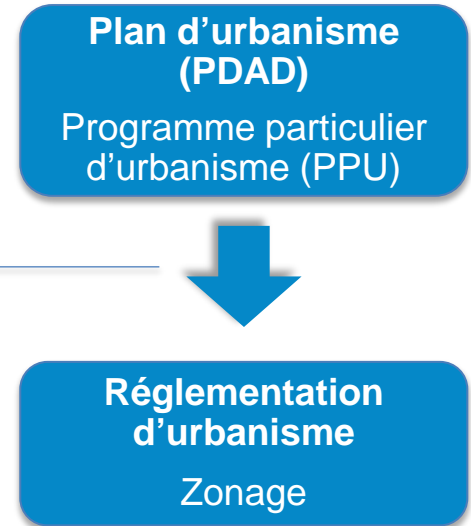 Plan d’urbanisme
(PDAD)
Programme particulier
d’urbanisme (PPU)
Réglementation
d'urbanisme
Zonage